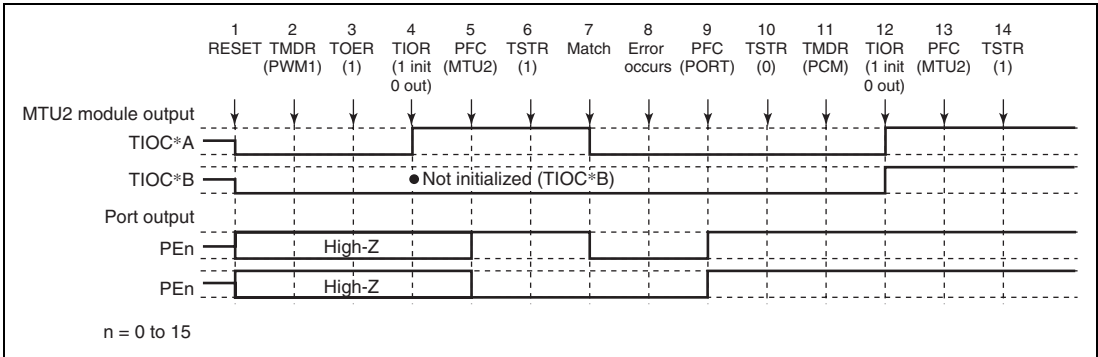 1 2 3 4 5 6 7 8 9 10 11 12 13 14
RESET TMDR TOER TIOR PFC TSTR Match Error PFC TSTR TMDR TIOR PFC TSTR
(PWM1) (1) (1 init (MTU2) (1) occurs (PORT) (0) (PCM) (1 init (MTU2) (1)
0 out) 0 out)
MTU2 module output
TIOC*A
TIOC*B ●Not initialized (TIOC*B)
Port output
PEn High-Z
PEn High-Z
n = 0 to 15